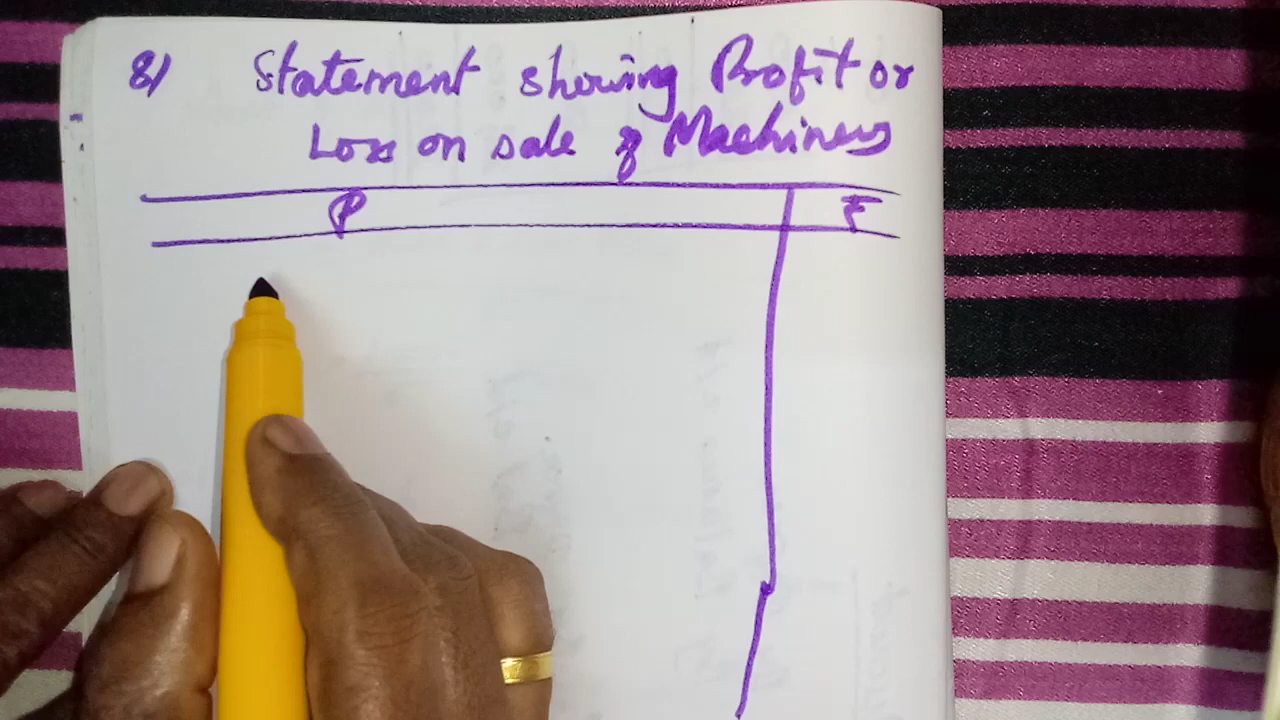 8) Statement showing Profit or
Loss on sale of Machinery
P ₹